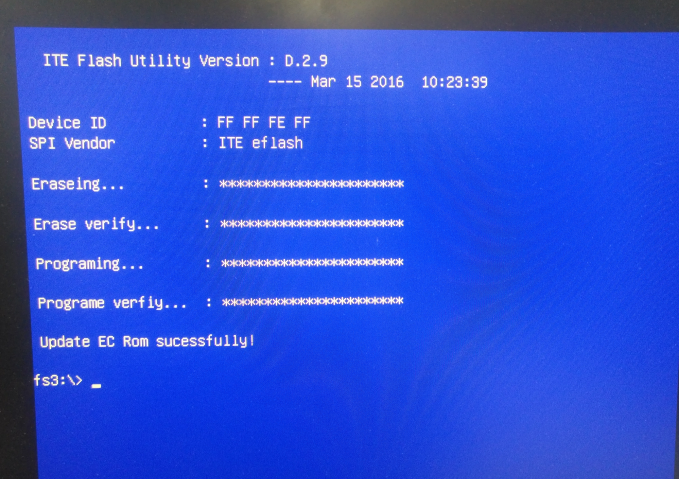 ITE Flash Utility Version : D.2.9
---- Mar 15 2016 10:23:39
Device ID : FF FF FE FF
SPI Vendor : ITE eflash
Eraseing... : **********************
Erase verify... : **********************
Programing... : **********************
Programe verfiy... : **********************
Update EC Rom sucessfully!
fs3:\> _